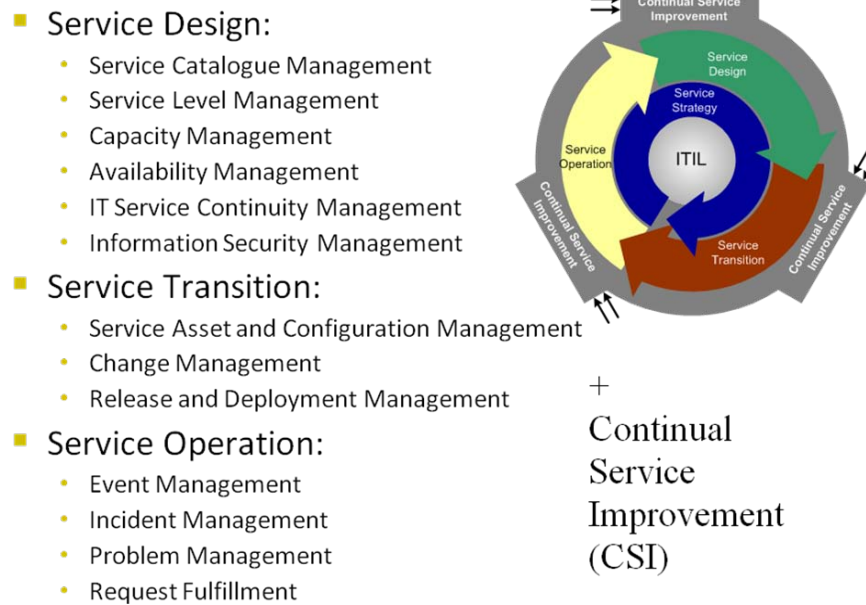 Service Design:
Service Catalogue Management
Service Level Management
Capacity Management
Availability Management
IT Service Continuity Management
Information Security Management
Service Transition:
Service Asset and Configuration Management
Change Management
Release and Deployment Management
Service Operation:
Event Management
Incident Management
Problem Management
Request Fulfillment
Continual Service
Improvement
Service
Design
Service
Strategy
ITIL
Service
Operation
Service
Transition
Continual Service
Improvement
Continual Service
Improvement
+
Continual
Service
Improvement
(CSI)